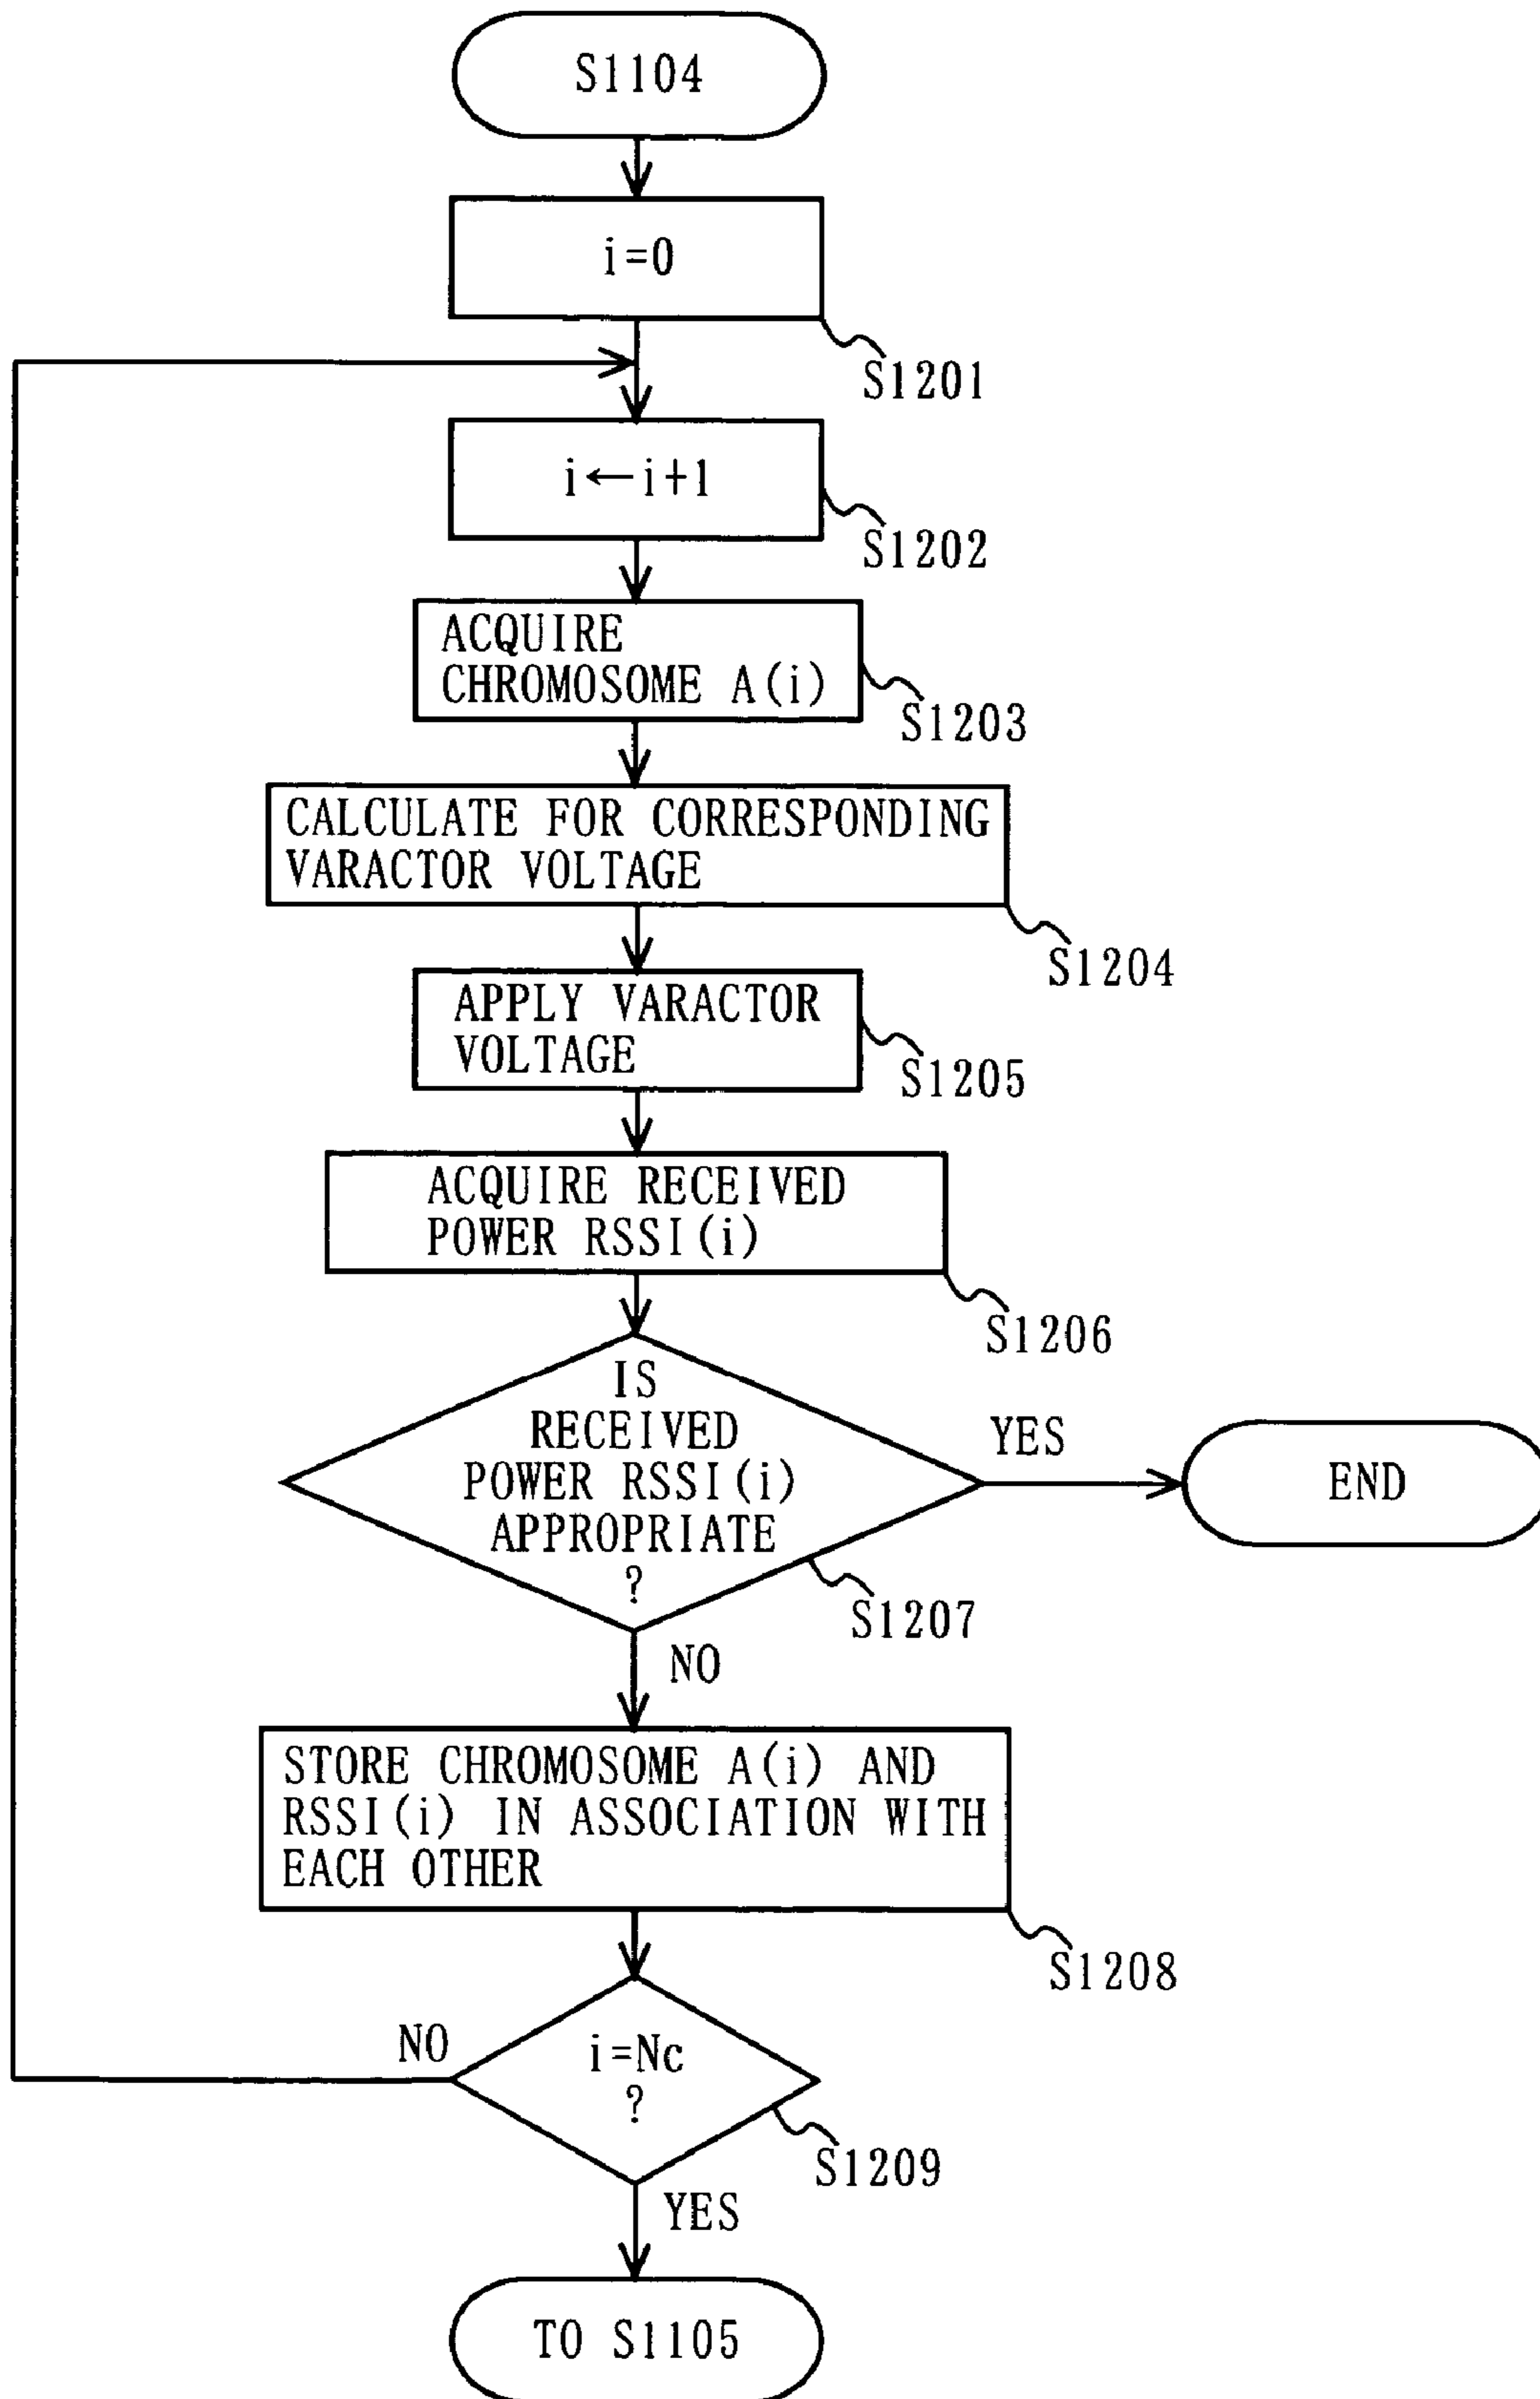 S1104
i=0
S1201
i←i+1
S1202
ACQUIRE
CHROMOSOME A(i)
S1203
CALCULATE FOR CORRESPONDING
VARACTOR VOLTAGE
S1204
APPLY VARACTOR
VOLTAGE
S1205
ACQUIRE RECEIVED
POWER RSSI(i)
S1206
IS
RECEIVED
POWER RSSI(i)
APPROPRIATE
?
YES
END
S1207
NO
STORE CHROMOSOME A(i) AND
RSSI(i) IN ASSOCIATION WITH
EACH OTHER
S1208
NO
i=Nc
?
S1209
YES
TO S1105